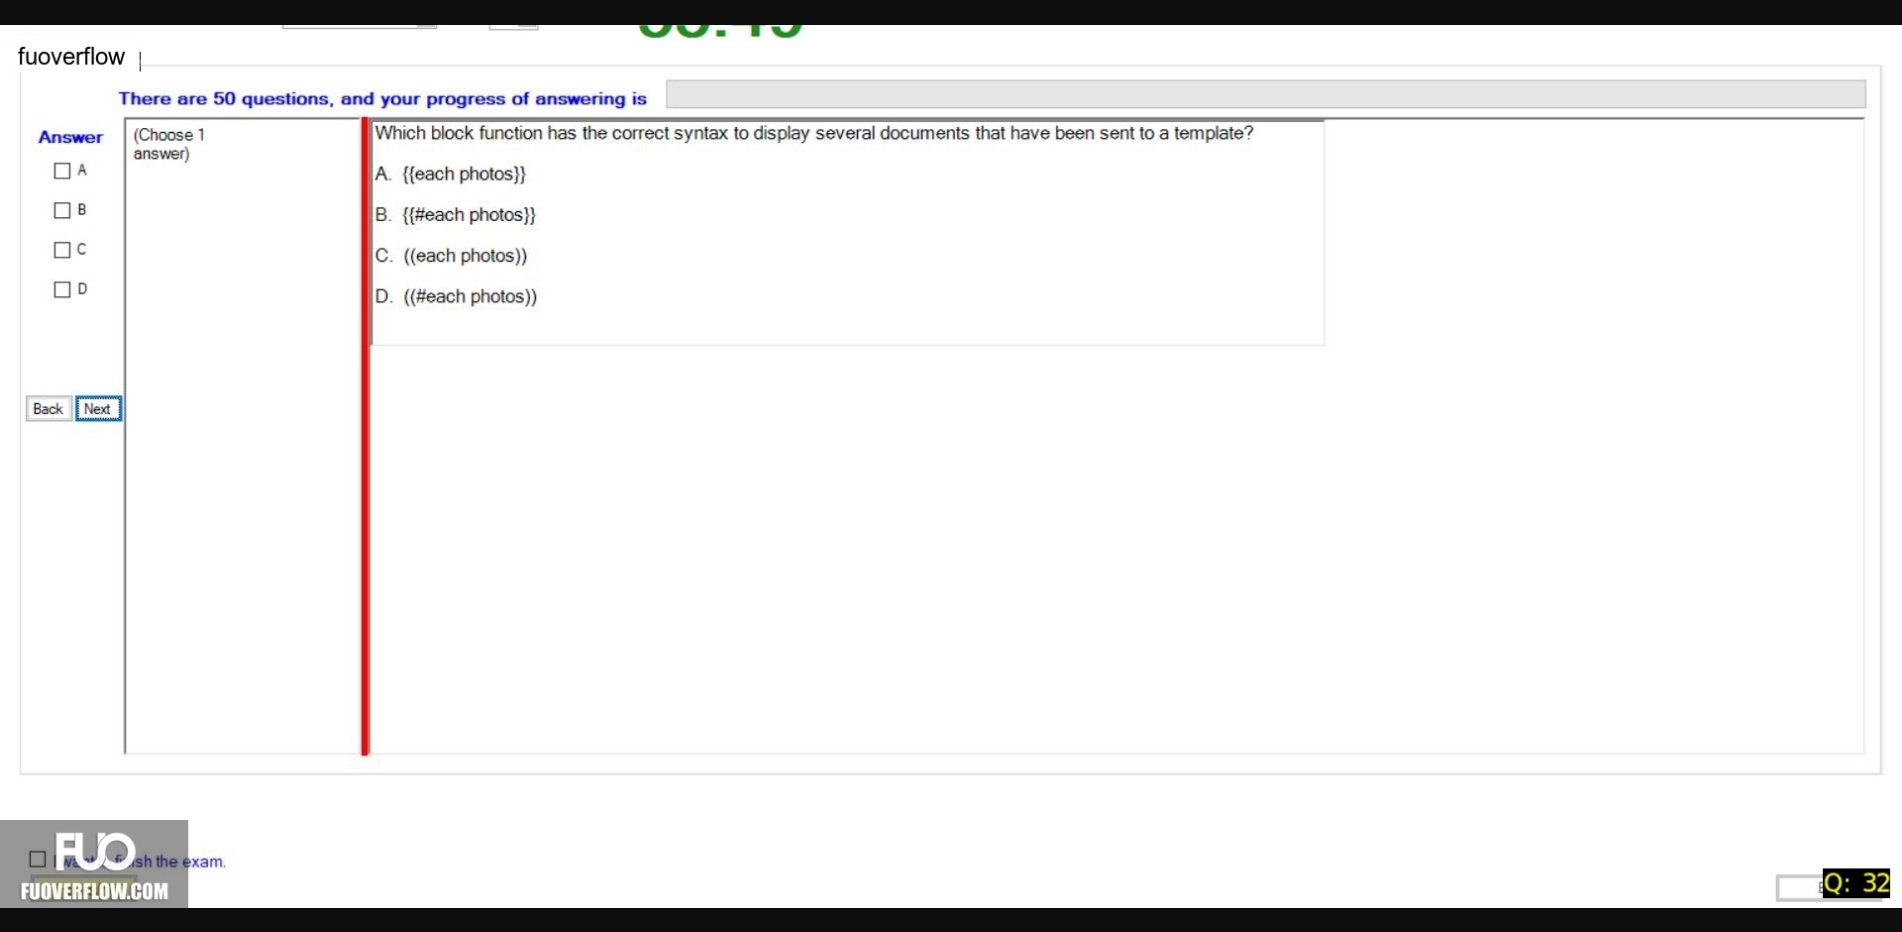 fuoverflow
There are 50 questions, and your progress of answering is
Answer
(Choose 1
answer)
A
B
C
D
Which block function has the correct syntax to display several documents that have been sent to a template?
A. {{each photos}}
B. {{#each photos}}
C. ((each photos))
D. ((#each photos))
Back
Next
FUO
sh the exam.
FUOVERFLOW.COM
Q: 32